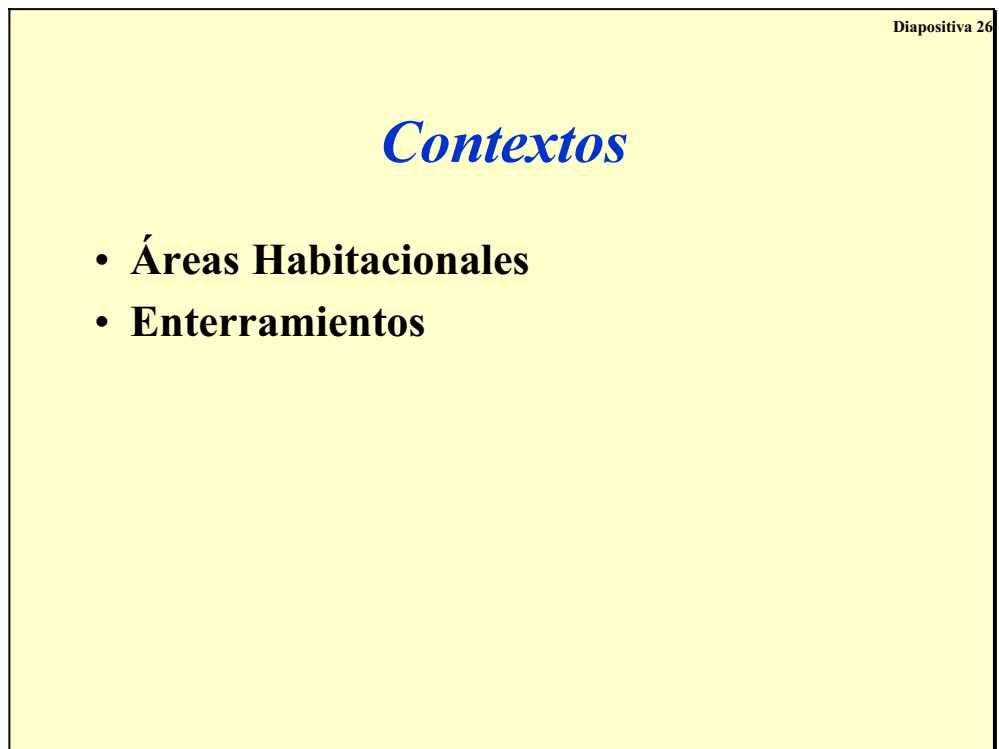 Diapositiva 26
Contextos
• Áreas Habitacionales
• Enterramientos